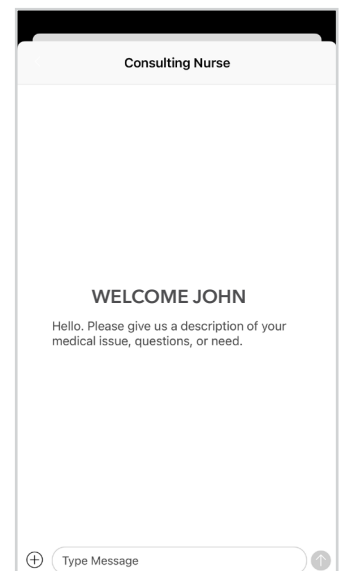 Consulting Nurse
WELCOME JOHN
Hello. Please give us a description of your
medical issue, questions, or need.
Type Message